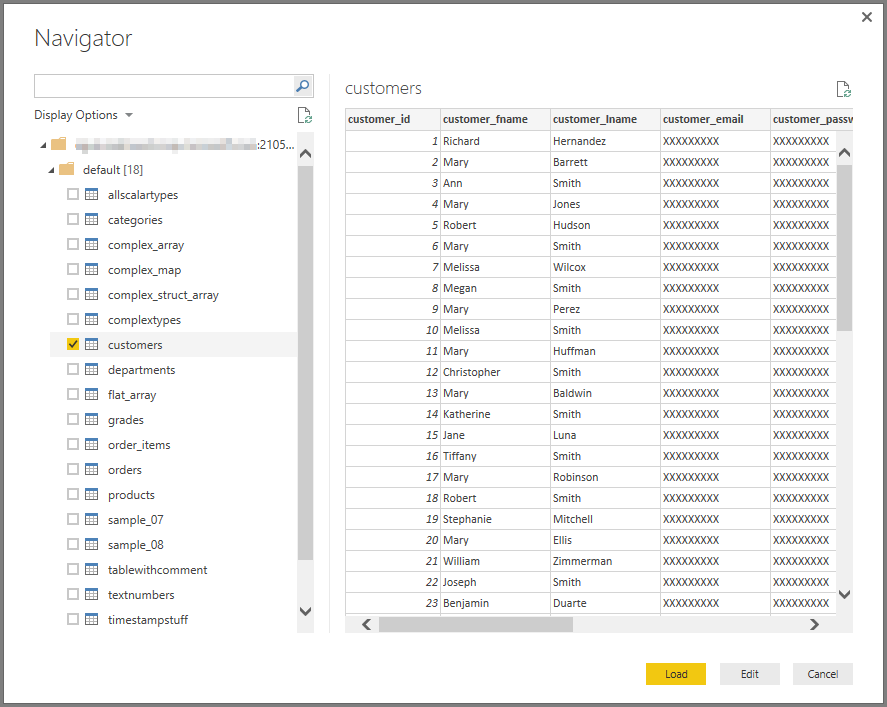 Navigator
Display Options
:2105...
default [18]
allscalartypes
categories
complex_array
complex_map
complex_struct_array
complextypes
customers
departments
flat_array
grades
order_items
orders
products
sample_07
sample_08
tablewithcomment
textnumbers
timestampstuff
customers
customer_id customer_fname customer_lname customer_email customer_passw
1 Richard Hernandez XXXXXXXXX XXXXXXXXX
2 Mary Barrett XXXXXXXXX XXXXXXXXX
3 Ann Smith XXXXXXXXX XXXXXXXXX
4 Mary Jones XXXXXXXXX XXXXXXXXX
5 Robert Hudson XXXXXXXXX XXXXXXXXX
6 Mary Smith XXXXXXXXX XXXXXXXXX
7 Melissa Wilcox XXXXXXXXX XXXXXXXXX
8 Megan Smith XXXXXXXXX XXXXXXXXX
9 Mary Perez XXXXXXXXX XXXXXXXXX
10 Melissa Smith XXXXXXXXX XXXXXXXXX
11 Mary Huffman XXXXXXXXX XXXXXXXXX
12 Christopher Smith XXXXXXXXX XXXXXXXXX
13 Mary Baldwin XXXXXXXXX XXXXXXXXX
14 Katherine Smith XXXXXXXXX XXXXXXXXX
15 Jane Luna XXXXXXXXX XXXXXXXXX
16 Tiffany Smith XXXXXXXXX XXXXXXXXX
17 Mary Robinson XXXXXXXXX XXXXXXXXX
18 Robert Smith XXXXXXXXX XXXXXXXXX
19 Stephanie Mitchell XXXXXXXXX XXXXXXXXX
20 Mary Ellis XXXXXXXXX XXXXXXXXX
21 William Zimmerman XXXXXXXXX XXXXXXXXX
22 Joseph Smith XXXXXXXXX XXXXXXXXX
23 Benjamin Duarte XXXXXXXXX XXXXXXXXX
Load Edit Cancel